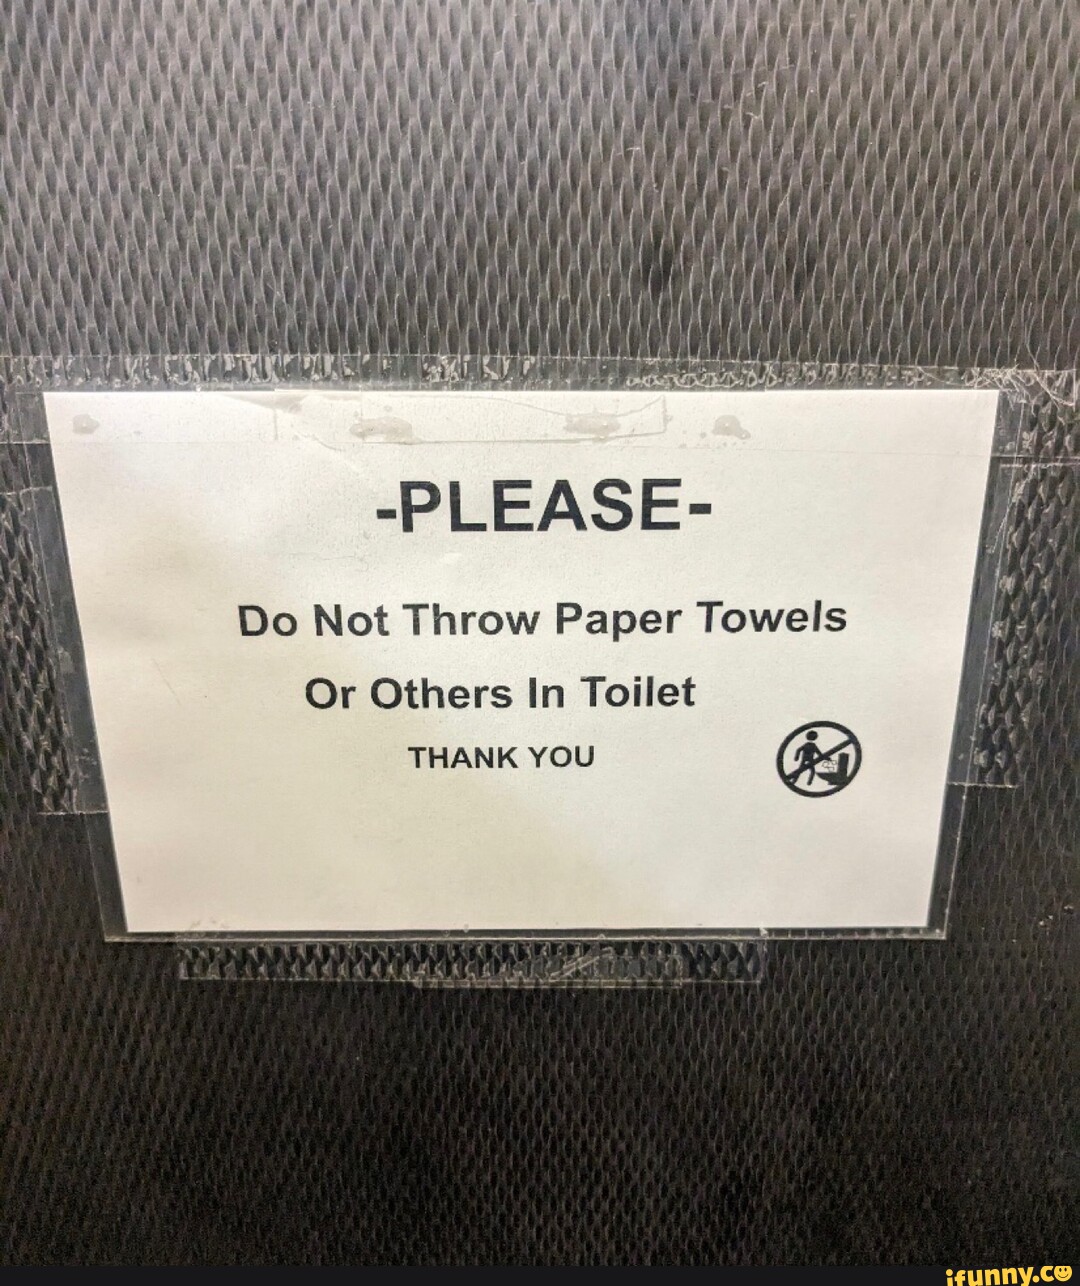 -PLEASE-
Do Not Throw Paper Towels
Or Others In Toilet
THANK YOU
ifunny.co